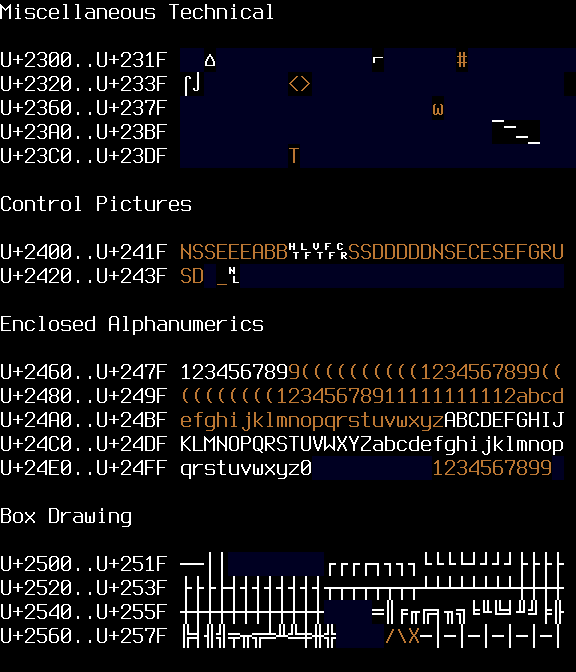 Miscellaneous Technical
U+2300..U+231F ⌂ ⌐ #
U+2320..U+233F ⌠⌡ <>
U+2360..U+237F ω
U+23A0..U+23BF ⎺⎻⎼⎽
U+23C0..U+23DF T
Control Pictures
U+2400..U+241F NSSEEEABB␉␊␋␌␍SSDDDDDNSECESEFGRU
U+2420..U+243F SD _␤
Enclosed Alphanumerics
U+2460..U+247F 1234567899((((((((((1234567899((
U+2480..U+249F ((((((((12345678911111111112abcd
U+24A0..U+24BF efghijklmnopqrstuvwxyzABCDEFGHIJ
U+24C0..U+24DF KLMNOPQRSTUVWXYZabcdefghijklmnop
U+24E0..U+24FF qrstuvwxyz0 1234567899
Box Drawing
U+2500..U+251F ──││ ┌┌┌┌┐┐┐┐└└└└┘┘┘┘├├├├
U+2520..U+253F ├├├├┤┤┤┤┤┤┤┤┬┬┬┬┬┬┬┬┴┴┴┴┴┴┴┴┼┼┼┼
U+2540..U+255F ┼┼┼┼┼┼┼┼┼┼┼┼ ═║╒╓╔╕╖╗╘╙╚╛╜╝╞╟
U+2560..U+257F ╠╡╢╣╤╥╦╧╨╩╪╫╬ /\X─│─│─│─│─│─│